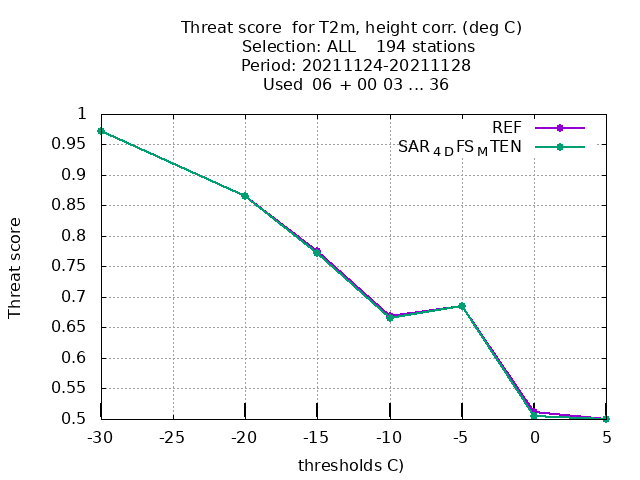 Threat score  for T2m, height corr. (deg C)
Selection: ALL    194 stations
Period: 20211124-20211128
Used  06 + 00 03 ... 36
REF
SAR4DFSMTEN
1
0.95
0.9
0.85
0.8
0.75
0.7
0.65
0.6
0.55
0.5
Threat score
-30 -25 -20 -15 -10 -5 0 5
thresholds C)